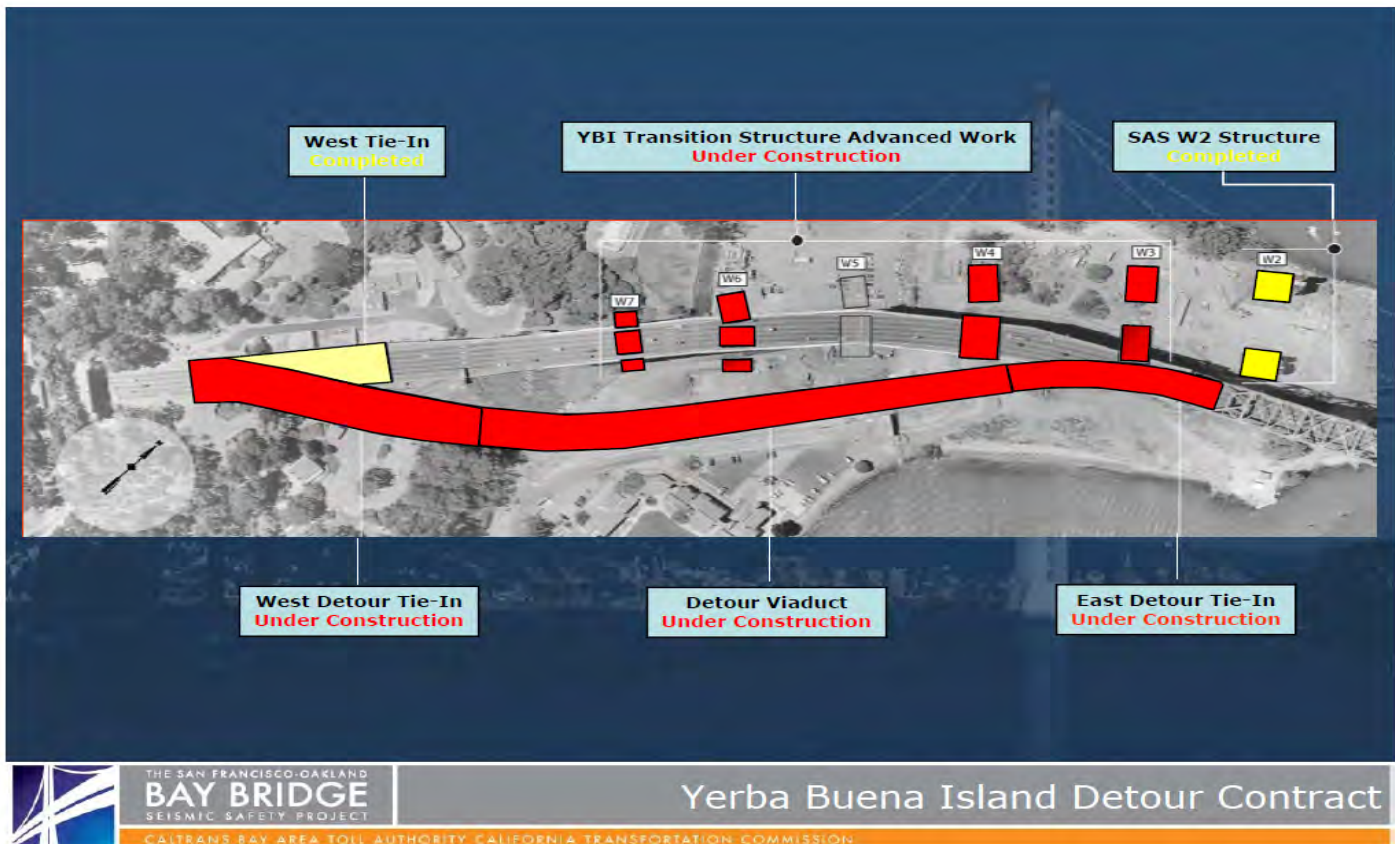 West Tie-In
Completed
YBI Transition Structure Advanced Work
Under Construction
SAS W2 Structure
Completed
W7
W6
W5
W4
W3
W2
West Detour Tie-In
Under Construction
Detour Viaduct
Under Construction
East Detour Tie-In
Under Construction
THE SAN FRANCISCO-OAKLAND
BAY BRIDGE
SEISMIC SAFETY PROJECT
Yerba Buena Island Detour Contract
CALTRANS BAY AREA TOLL AUTHORITY CALIFORNIA TRANSPORTATION COMMISSION